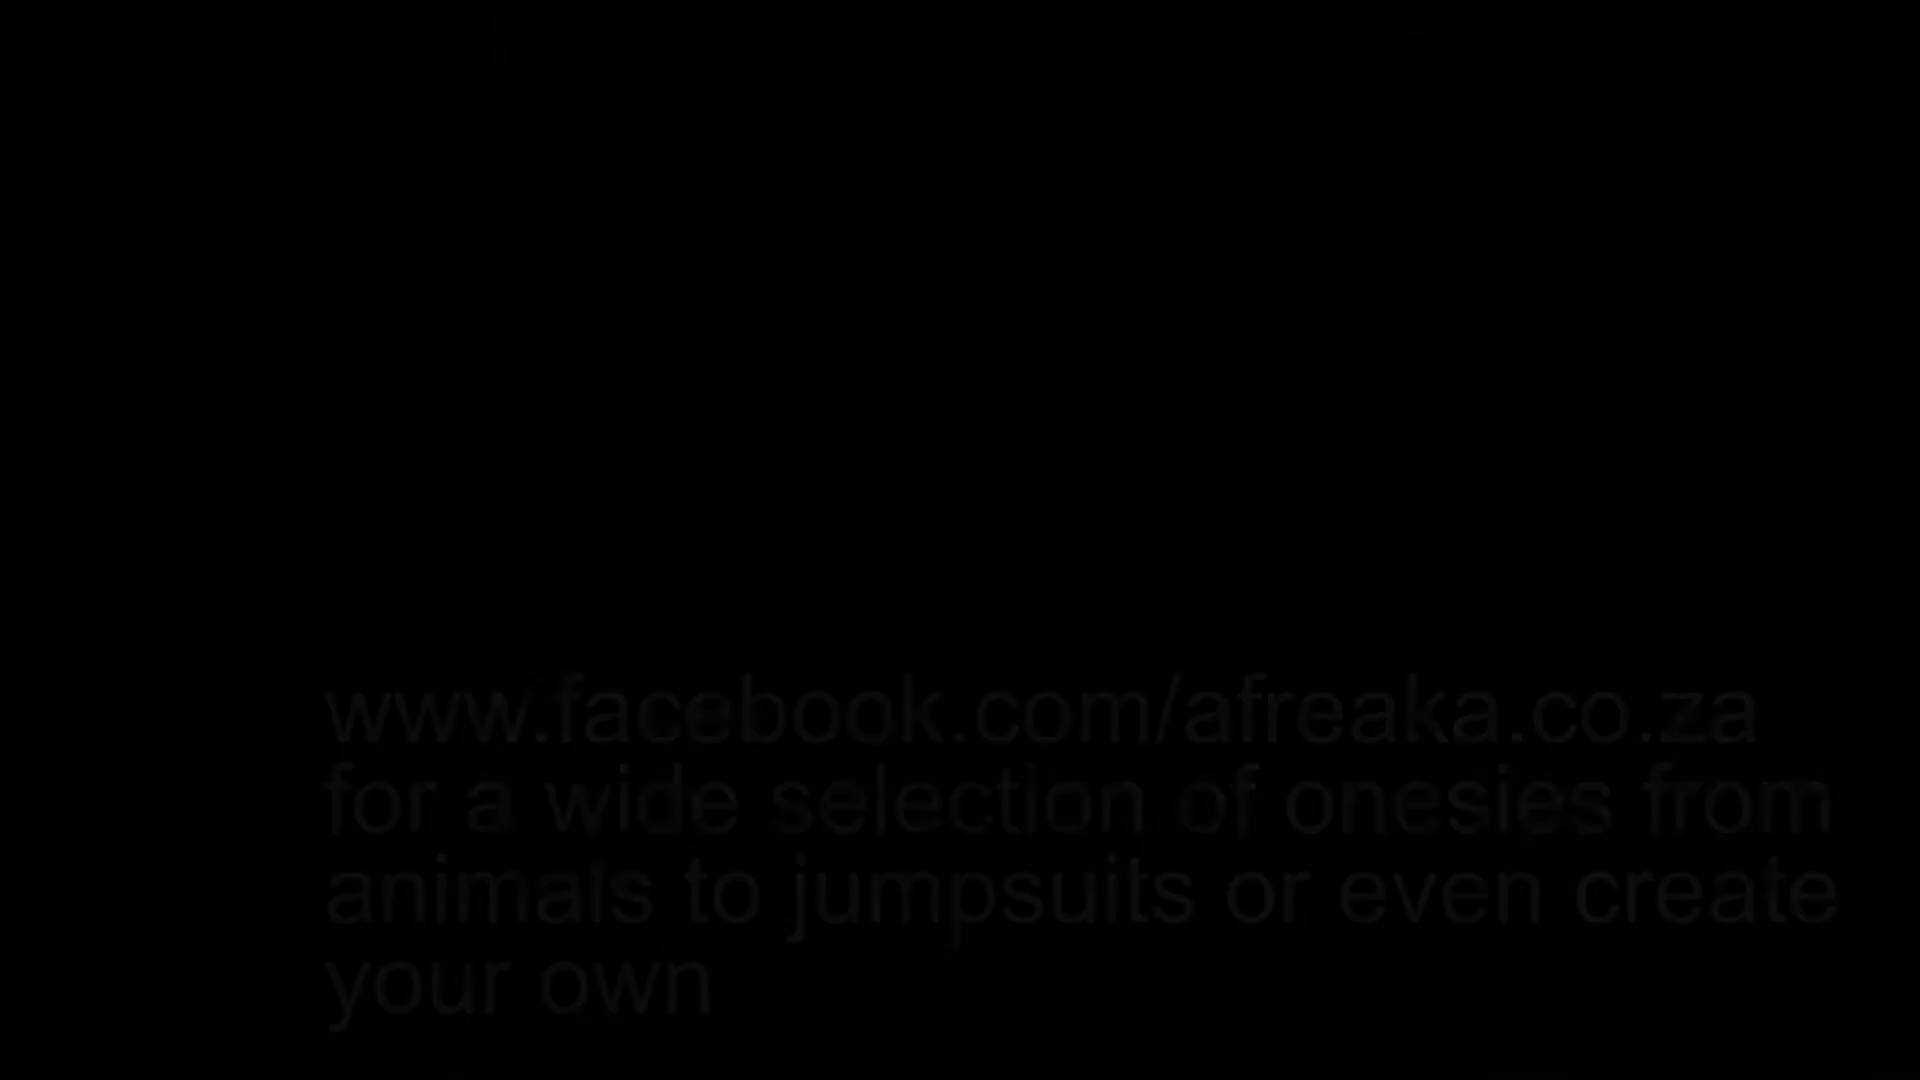 www.facebook.com/afreaka.co.za
for a wide selection of onesies from
animals to jumpsuits or even create
your own